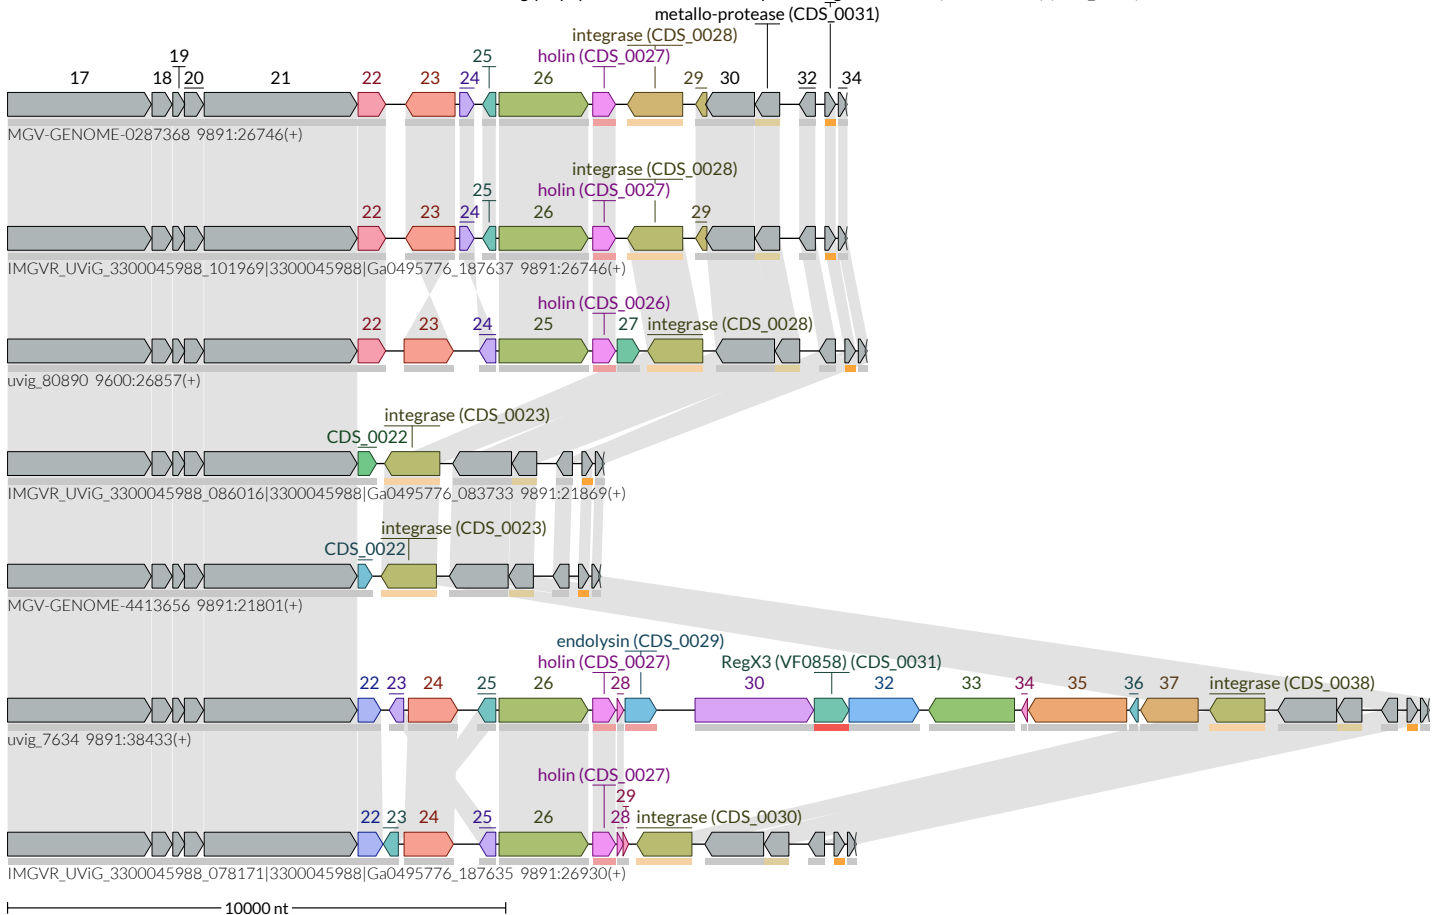 metallo-protease (CDS_0031)
integrase (CDS_0028)
19 25 holin (CDS_0027)
17 18 20 21 22 23 24 26 29 30 32 34
MGV-GENOME-0287368 9891:26746(+)
integrase (CDS_0028)
25 holin (CDS_0027)
22 23 24 26 29
IMGVR_UViG_3300045988_101969|3300045988|Ga0495776_187637 9891:26746(+)
holin (CDS_0026)
22 23 24 25 27 integrase (CDS_0028)
uvig_80890 9600:26857(+)
integrase (CDS_0023)
CDS_0022
IMGVR_UViG_3300045988_086016|3300045988|Ga0495776_083733 9891:21869(+)
integrase (CDS_0023)
CDS_0022
MGV-GENOME-4413656 9891:21801(+)
endolysin (CDS_0029)
holin (CDS_0027) RegX3 (VF0858) (CDS_0031)
22 23 24 25 26 28 30 32 33 34 35 36 37 integrase (CDS_0038)
uvig_7634 9891:38433(+)
holin (CDS_0027)
29
22 23 24 25 26 28 integrase (CDS_0030)
IMGVR_UViG_3300045988_078171|3300045988|Ga0495776_187635 9891:26930(+)
10000 nt